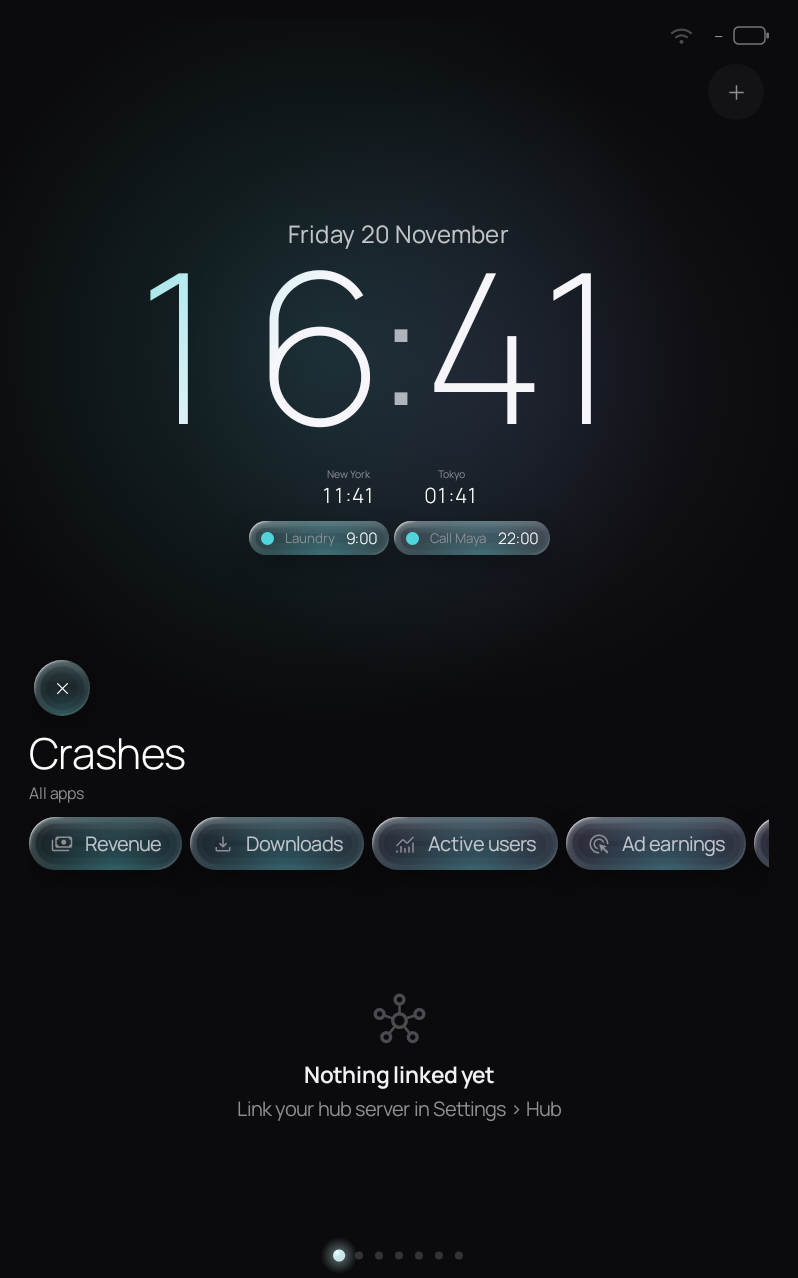 –
+
Friday 20 November
16:41
New York Tokyo
11:41 01:41
Laundry 9:00 Call Maya 22:00
Crashes
All apps
Revenue Downloads Active users Ad earnings
Nothing linked yet
Link your hub server in Settings > Hub